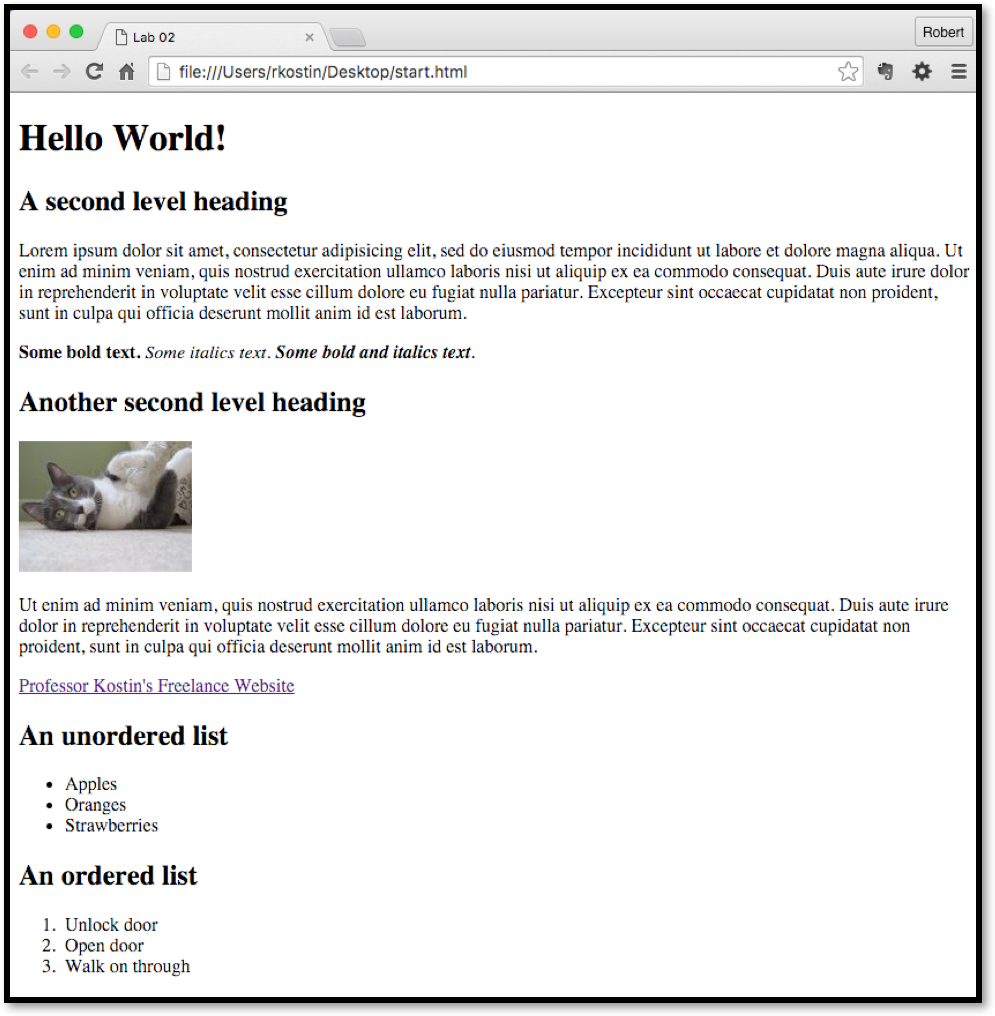 Lab 02
Robert
file:///Users/rkostin/Desktop/start.html
Hello World!
A second level heading
Lorem ipsum dolor sit amet, consectetur adipisicing elit, sed do eiusmod tempor incididunt ut labore et dolore magna aliqua. Ut
enim ad minim veniam, quis nostrud exercitation ullamco laboris nisi ut aliquip ex ea commodo consequat. Duis aute irure dolor
in reprehenderit in voluptate velit esse cillum dolore eu fugiat nulla pariatur. Excepteur sint occaecat cupidatat non proident,
sunt in culpa qui officia deserunt mollit anim id est laborum.
Some bold text. Some italics text. Some bold and italics text.
Another second level heading
Ut enim ad minim veniam, quis nostrud exercitation ullamco laboris nisi ut aliquip ex ea commodo consequat. Duis aute irure
dolor in reprehenderit in voluptate velit esse cillum dolore eu fugiat nulla pariatur. Excepteur sint occaecat cupidatat non
proident, sunt in culpa qui officia deserunt mollit anim id est laborum.
Professor Kostin's Freelance Website
An unordered list
• Apples
• Oranges
• Strawberries
An ordered list
1. Unlock door
2. Open door
3. Walk on through